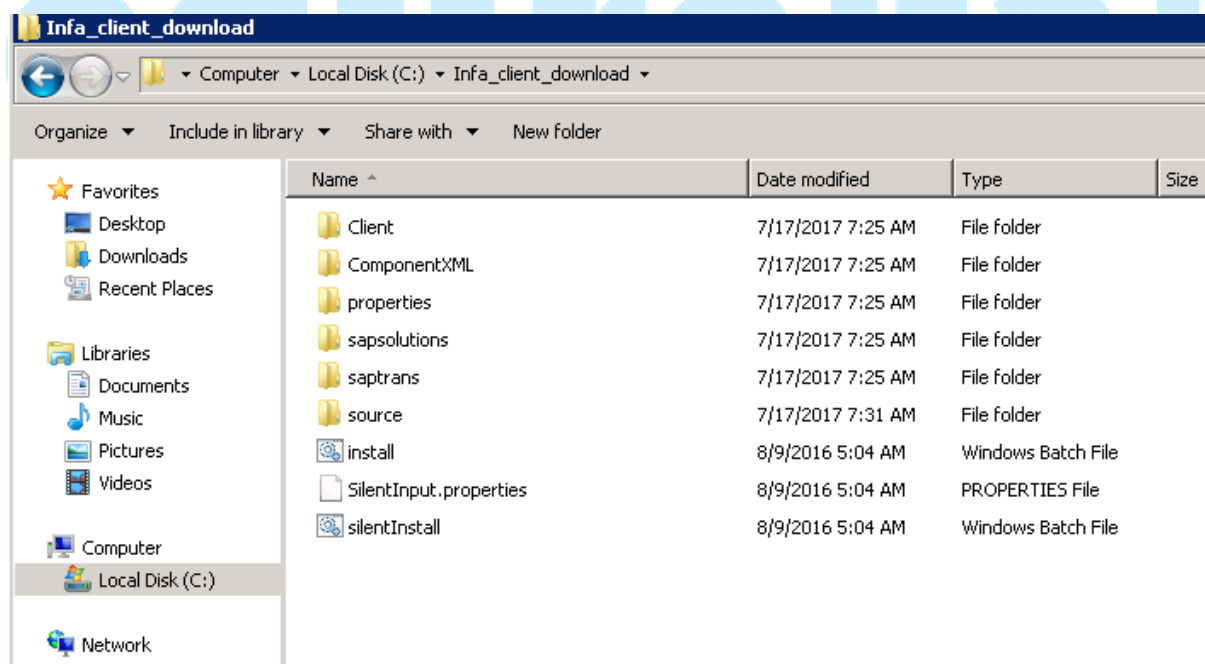 Infa_client_download
Computer Local Disk (C:) Infa_client_download
Organize Include in library Share with New folder
Name Date modified Type Size
Favorites
Desktop
Downloads
Recent Places
Libraries
Documents
Music
Pictures
Videos
Computer
Local Disk (C:)
Network
Client 7/17/2017 7:25 AM File folder
ComponentXML 7/17/2017 7:25 AM File folder
properties 7/17/2017 7:25 AM File folder
sapsolutions 7/17/2017 7:25 AM File folder
saptrans 7/17/2017 7:25 AM File folder
source 7/17/2017 7:31 AM File folder
install 8/9/2016 5:04 AM Windows Batch File
SilentInput.properties 8/9/2016 5:04 AM PROPERTIES File
silentInstall 8/9/2016 5:04 AM Windows Batch File